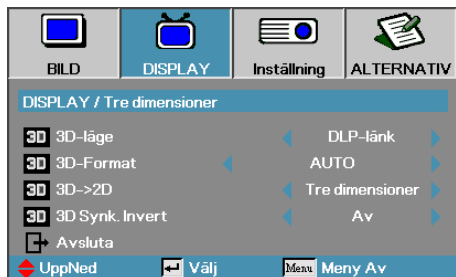 BILD DISPLAY Inställning ALTERNATIV
DISPLAY / Tre dimensioner
3D 3D-läge DLP-länk
3D 3D-Format AUTO
3D 3D->2D Tre dimensioner
3D 3D Synk. Invert Av
Avsluta
UppNed Välj Menu Meny Av